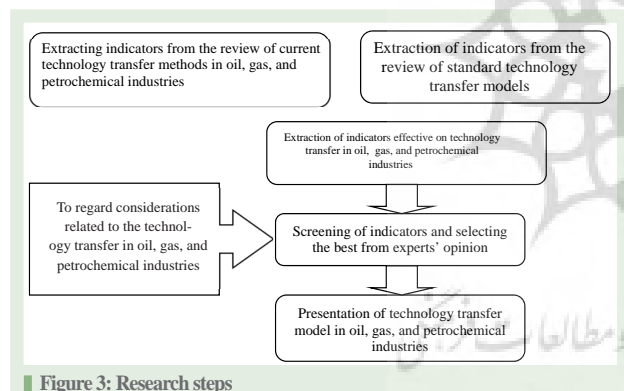 Extracting indicators from the review of current
technology transfer methods in oil, gas, and
petrochemical industries
Extraction of indicators from the
review of standard technology
transfer models
Extraction of indicators effective on technology
transfer in oil, gas, and petrochemical
industries
To regard considerations
related to the technol-
ogy transfer in oil, gas, and
petrochemical industries
Screening of indicators and selecting
the best from experts' opinion
Presentation of technology transfer
model in oil, gas, and petrochemical
industries
ومطالعات فرهنگی
Figure 3: Research steps